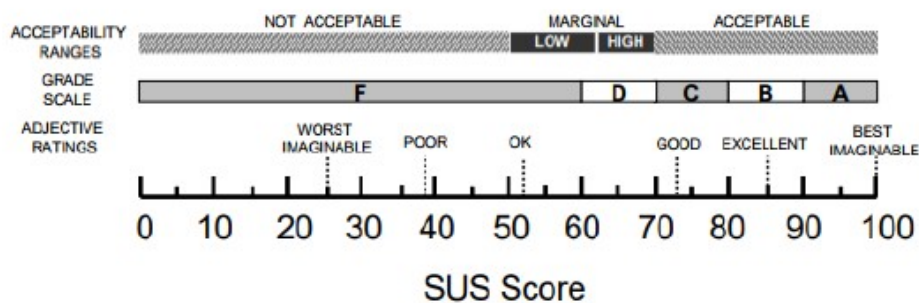 NOT ACCEPTABLE MARGINAL ACCEPTABLE
ACCEPTABILITY
RANGES
LOW HIGH
GRADE
SCALE
F D C B A
ADJECTIVE
RATINGS
WORST
IMAGINABLE
POOR OK GOOD EXCELLENT
BEST
IMAGINABLE
0 10 20 30 40 50 60 70 80 90 100
SUS Score